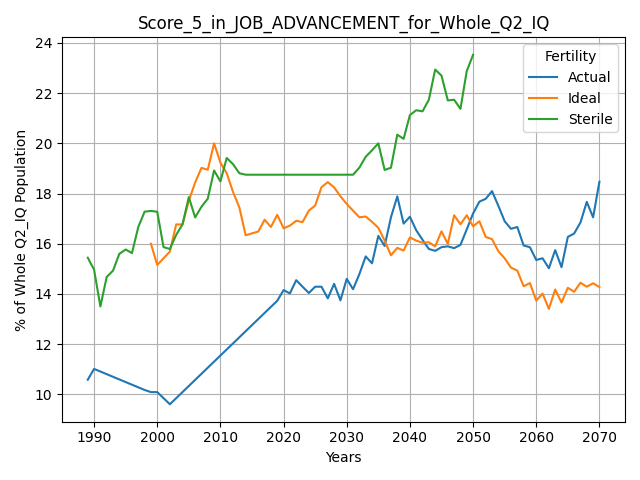 Score_5_in_JOB_ADVANCEMENT_for_Whole_Q2_IQ
% of Whole Q2_IQ Population
24
22
20
18
16
14
12
10
Fertility
Actual
Ideal
Sterile
1990 2000 2010 2020 2030 2040 2050 2060 2070
Years